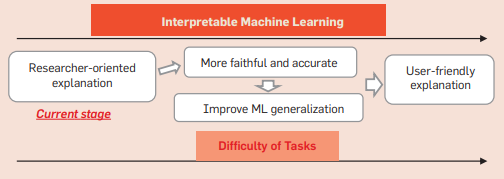 Interpretable Machine Learning
Researcher-oriented
explanation
Current stage
More faithful and accurate
Improve ML generalization
User-friendly
explanation
Difficulty of Tasks